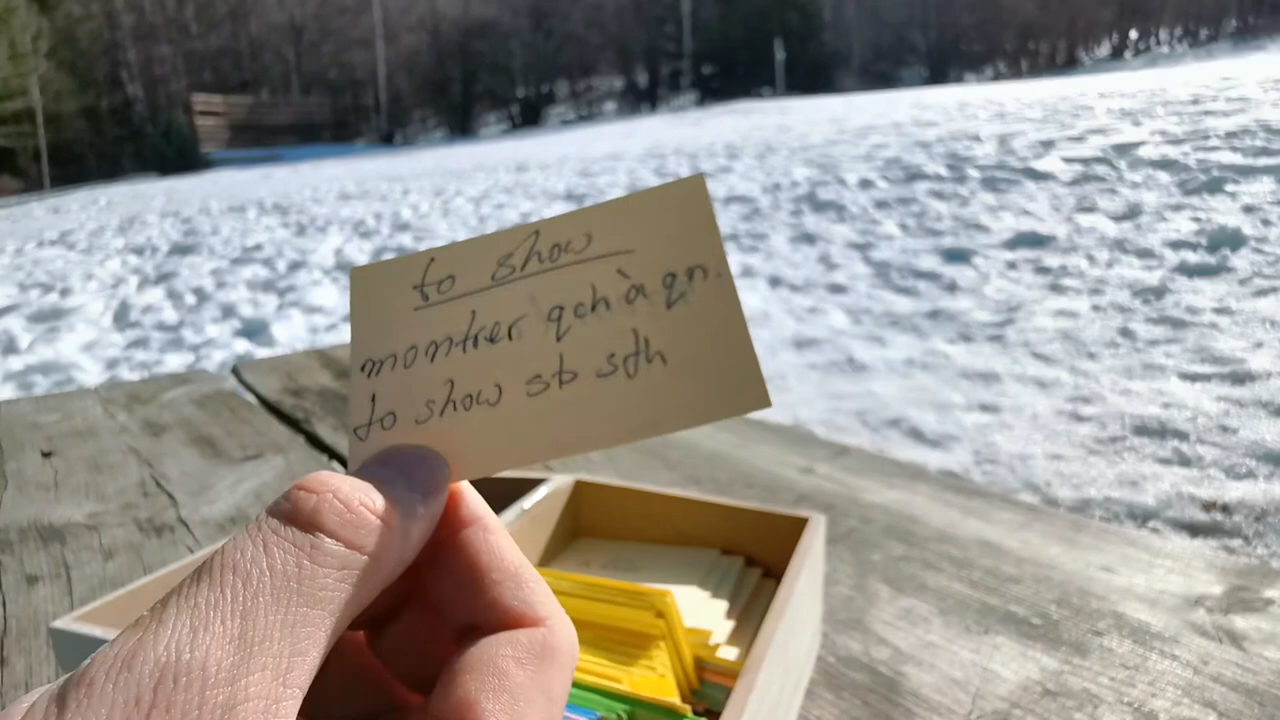 to show
montrer qch à qn.
to show sb sth